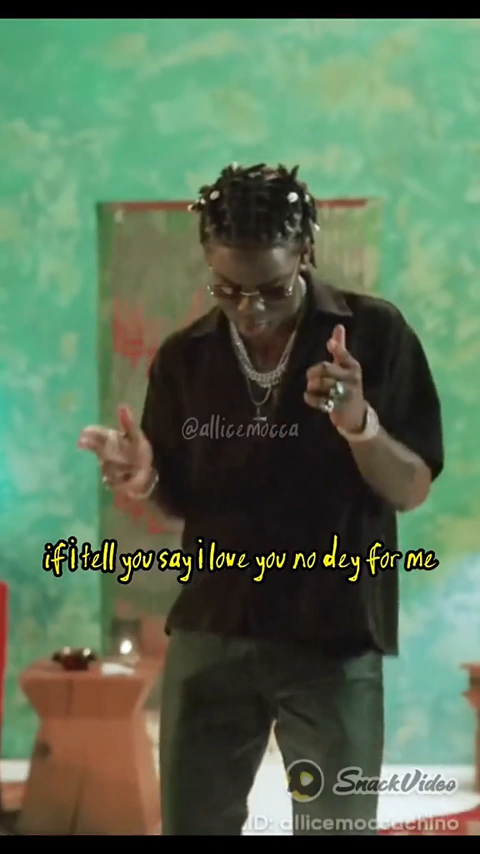 @allicemocca
if i tell you say i love you no dey for me
SnackVideo
ID: allicemoccachino